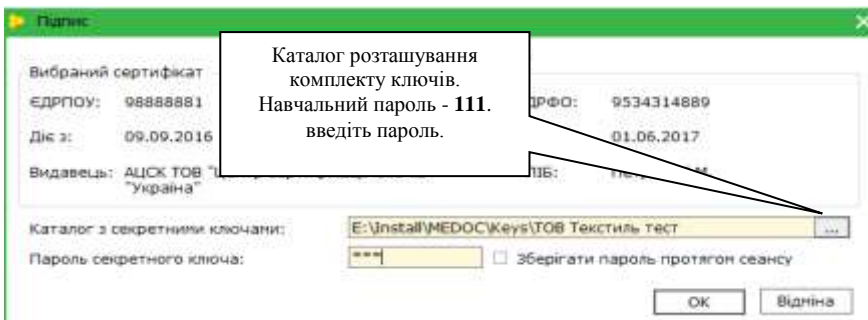 Підпис
Каталог розташування
комплекту ключів.
Навчальний пароль - 111.
введіть пароль.
Вибраний сертифікат
ЄДРПОУ: 98888881 ДРФО: 9534314889
Діє з: 09.09.2016 01.06.2017
Видавець: АЦСК ТОВ ПІБ:
"Україна"
Каталог з секретними ключами: E:\Install\MEDOC\Keys\ТОВ Текстиль тест ...
Пароль секретного ключа: *** Зберігати пароль протягом сеансу
OK Відміна